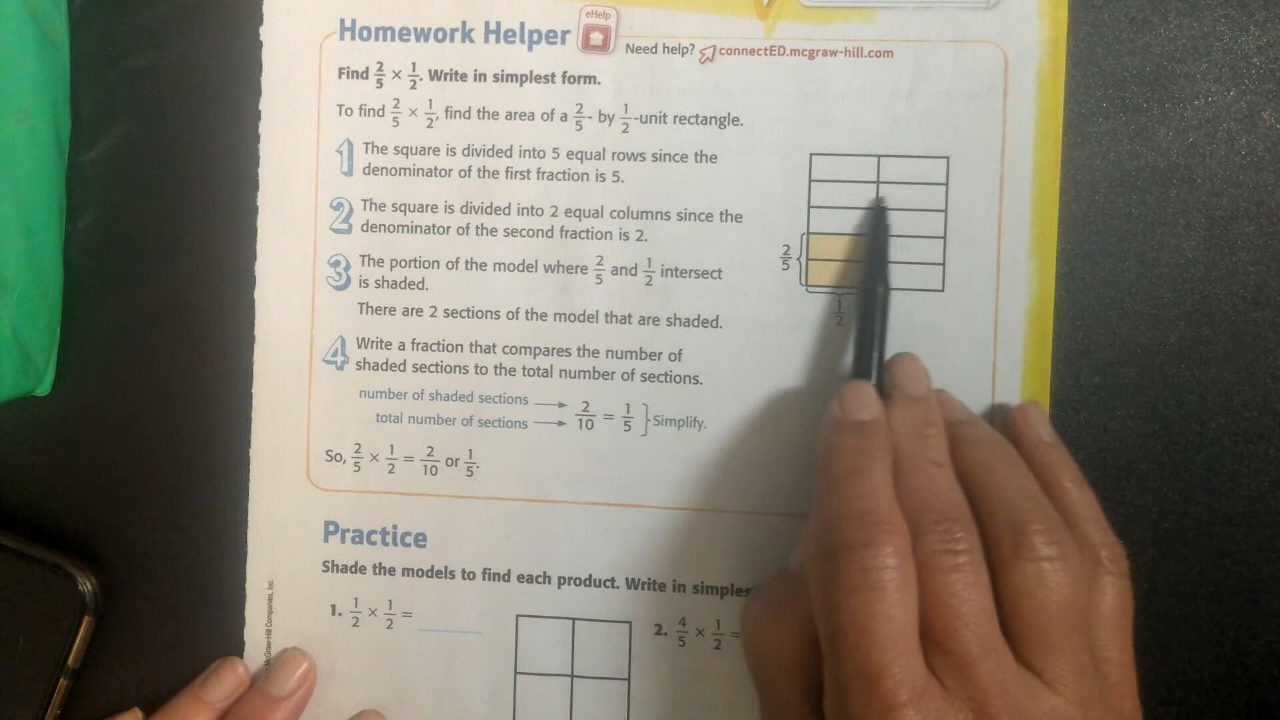 Homework Helper
eHelp
Need help? connectED.mcgraw-hill.com
Find 2/5 × 1/2. Write in simplest form.
To find 2/5 × 1/2, find the area of a 2/5- by 1/2-unit rectangle.
1 The square is divided into 5 equal rows since the
denominator of the first fraction is 5.
2 The square is divided into 2 equal columns since the
denominator of the second fraction is 2.
3 The portion of the model where 2/5 and 1/2 intersect
is shaded.
There are 2 sections of the model that are shaded.
2/5
1/2
4 Write a fraction that compares the number of
shaded sections to the total number of sections.
number of shaded sections
total number of sections
2/10 = 1/5 } Simplify.
So, 2/5 × 1/2 = 2/10 or 1/5.
Practice
Shade the models to find each product. Write in simples
1. 1/2 × 1/2 =
2. 4/5 × 1/2 =
McGraw-Hill Companies, Inc.